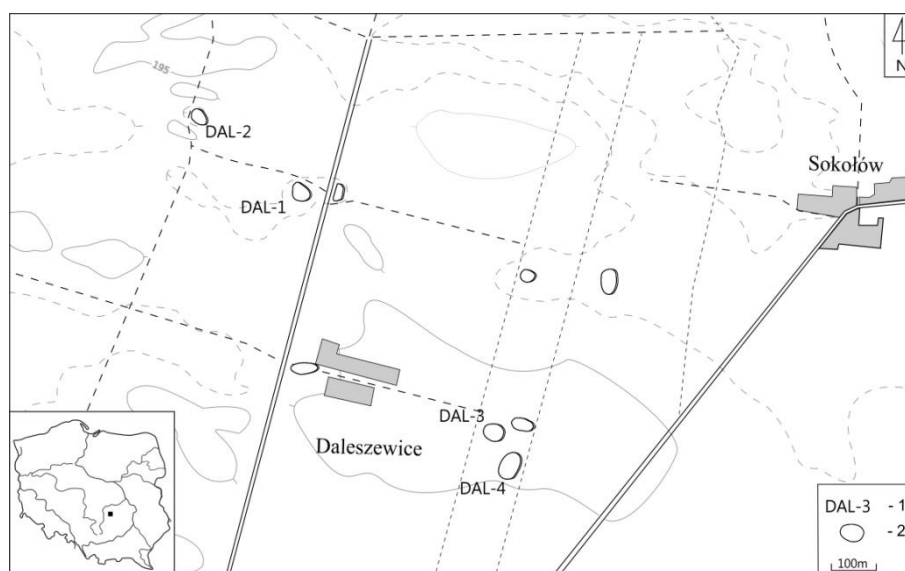 195
N
DAL-2
Sokołów
DAL-1
DAL-3
Daleszewice
DAL-4
DAL-3 - 1
- 2
100m